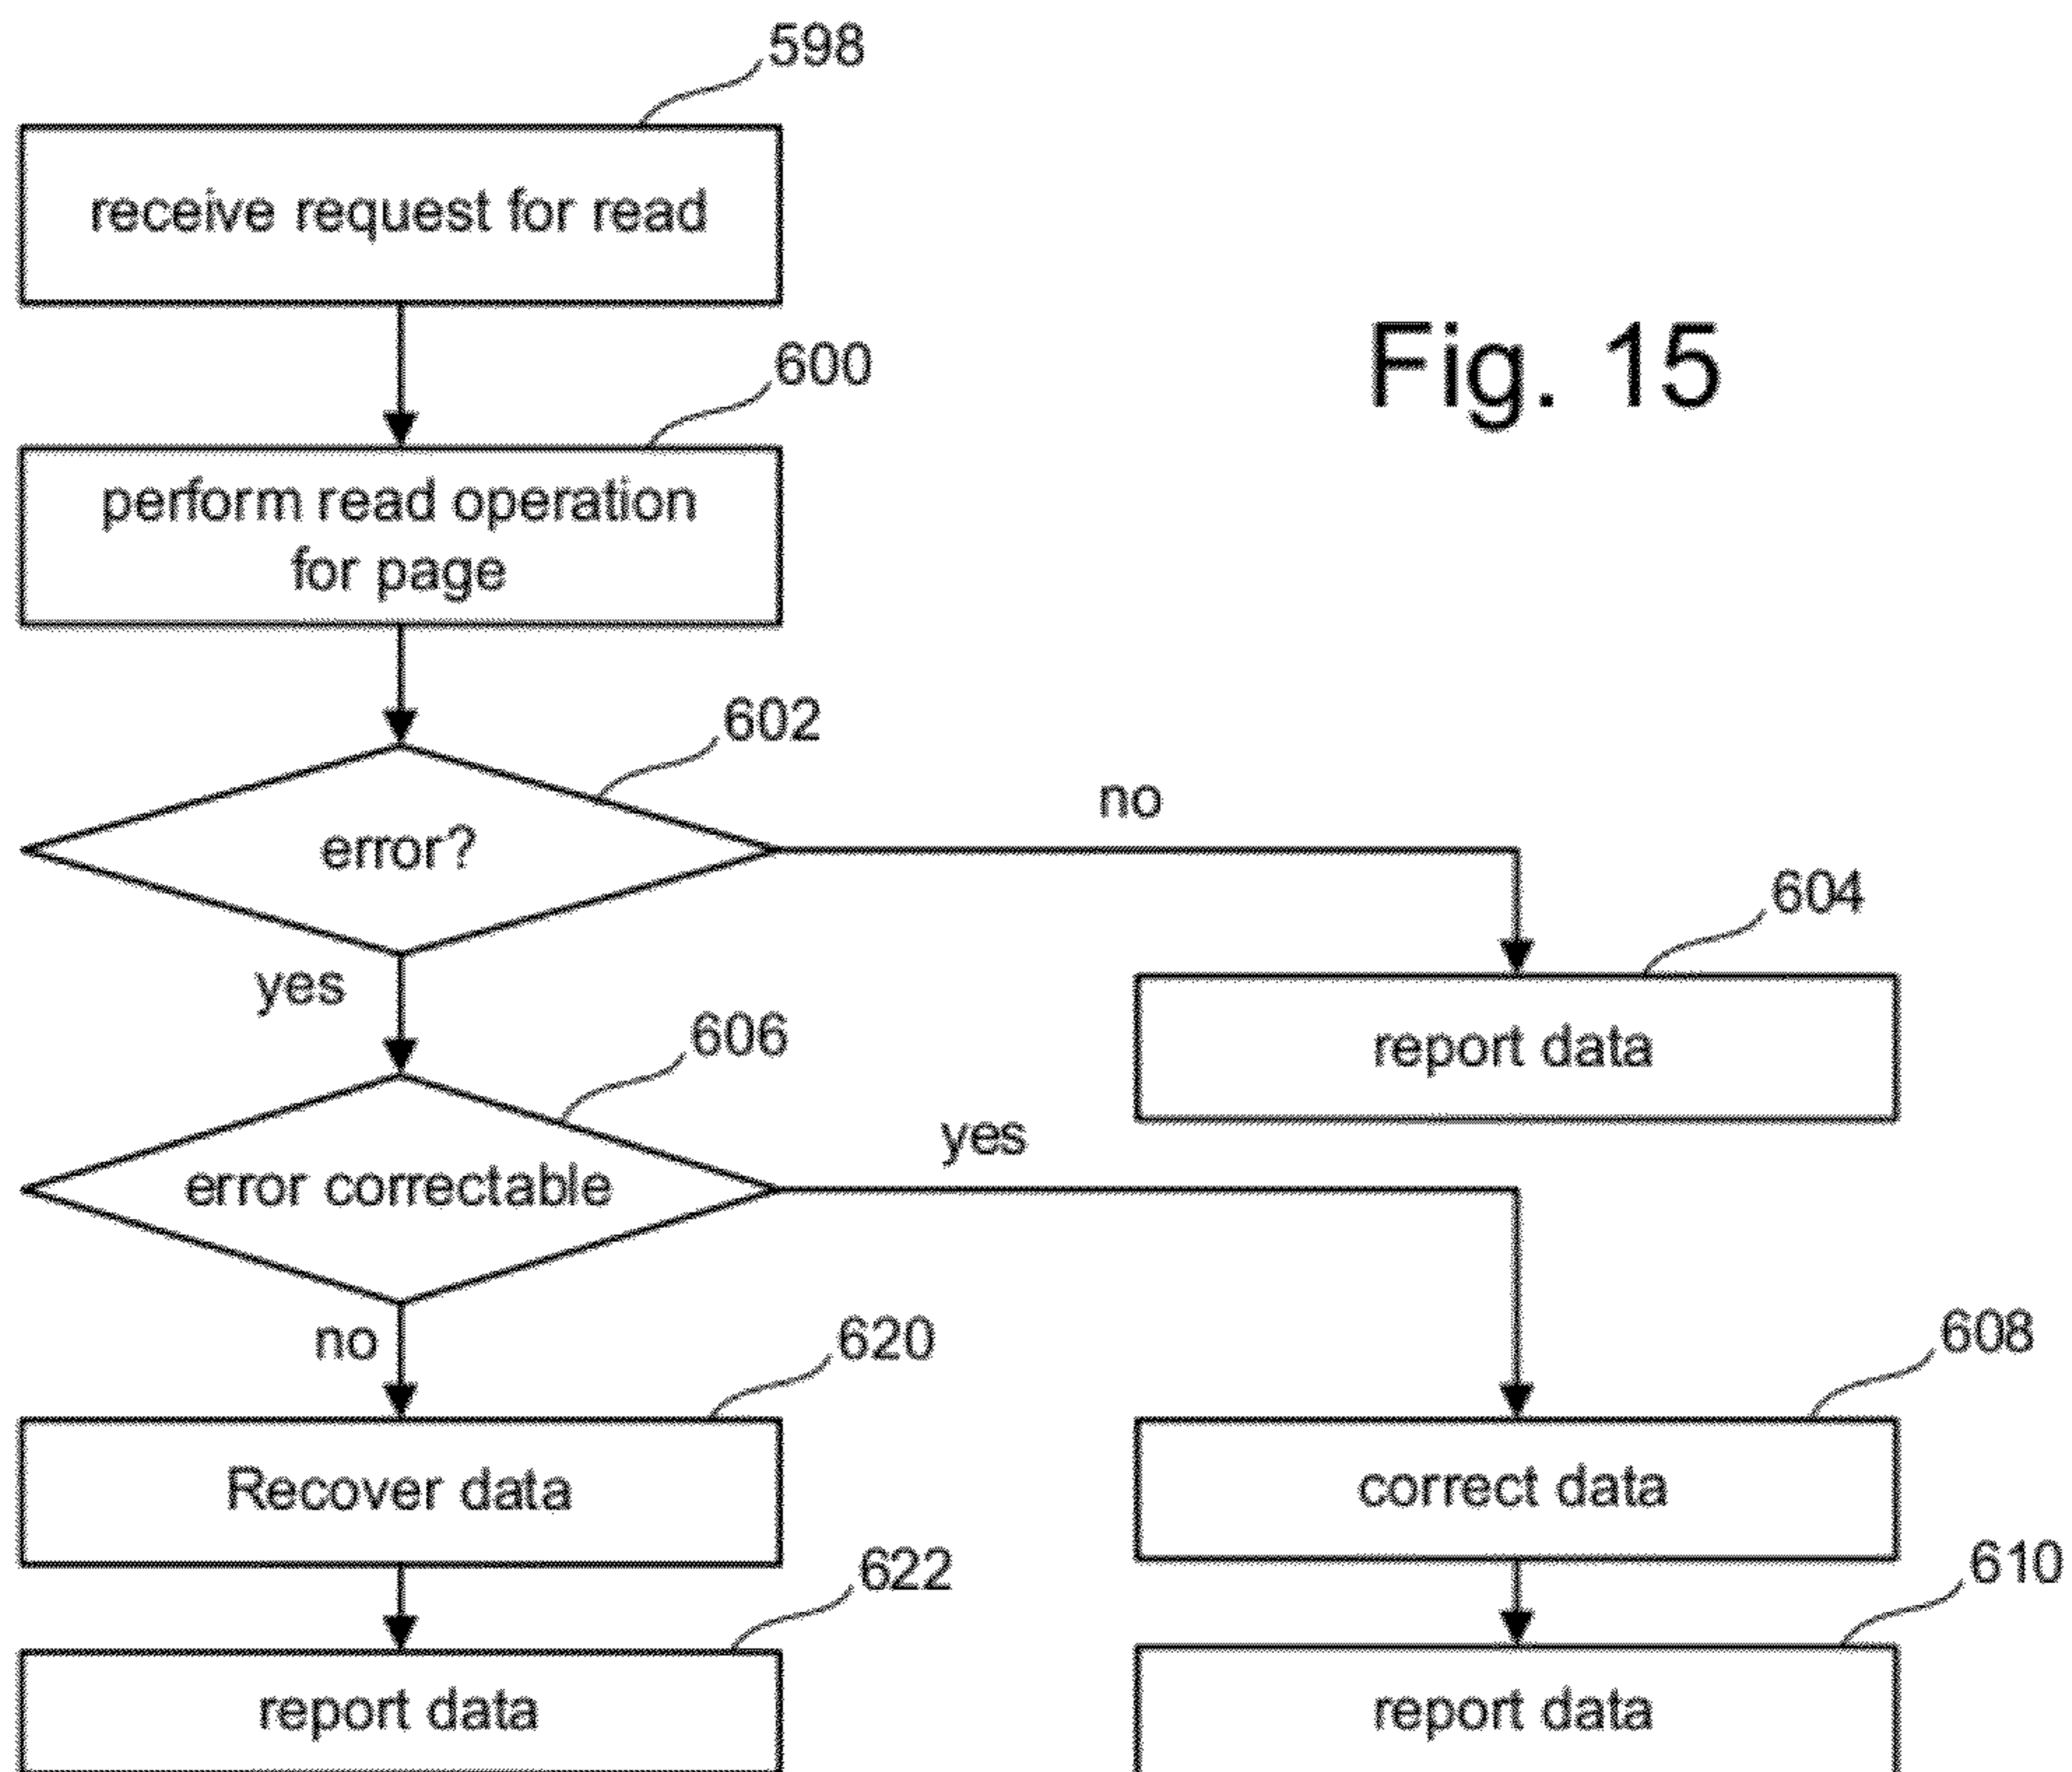 598
receive request for read
Fig. 15
600
perform read operation
for page
602
error?
no
604
report data
yes
606
error correctable
yes
608
correct data
610
report data
no
620
Recover data
622
report data